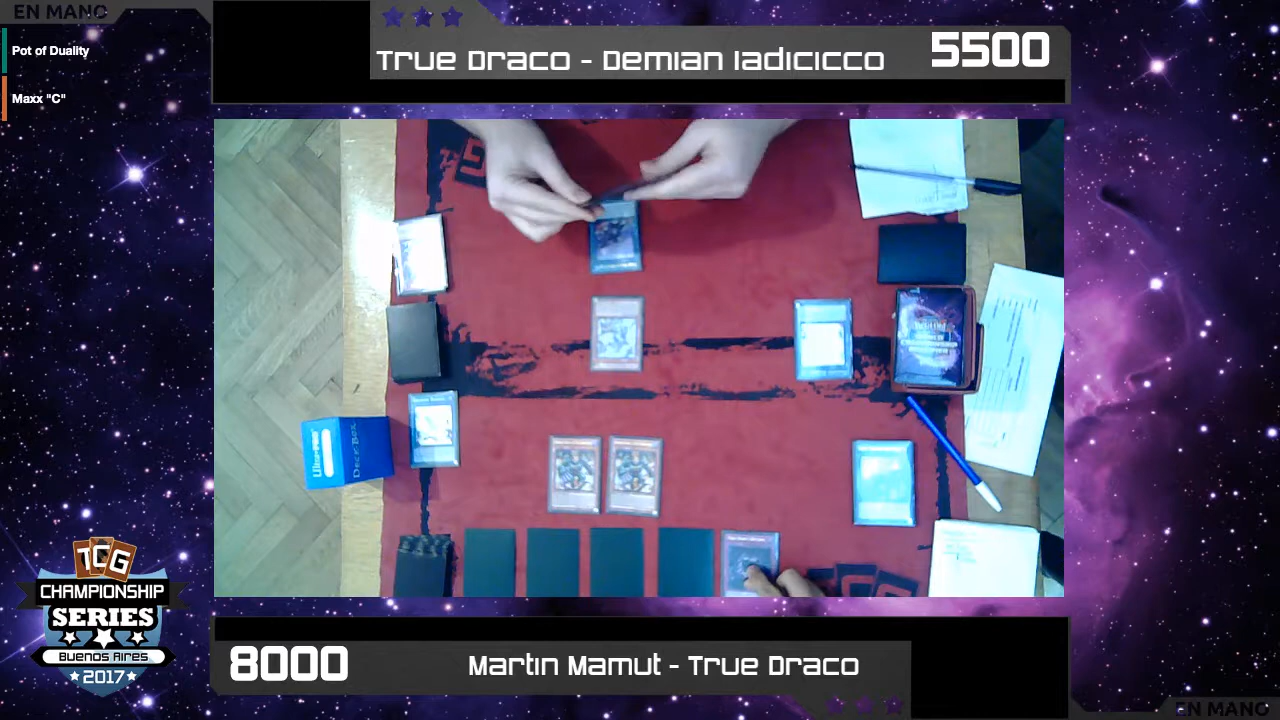 EN MANO
Pot of Duality
Maxx "C"
True Draco - Demian Iadicicco
5500
Ultra•Pro
Deck Box
TCG
CHAMPIONSHIP
SERIES
Buenos Aires
2017
8000
Martin Mamut - True Draco
EN MANO